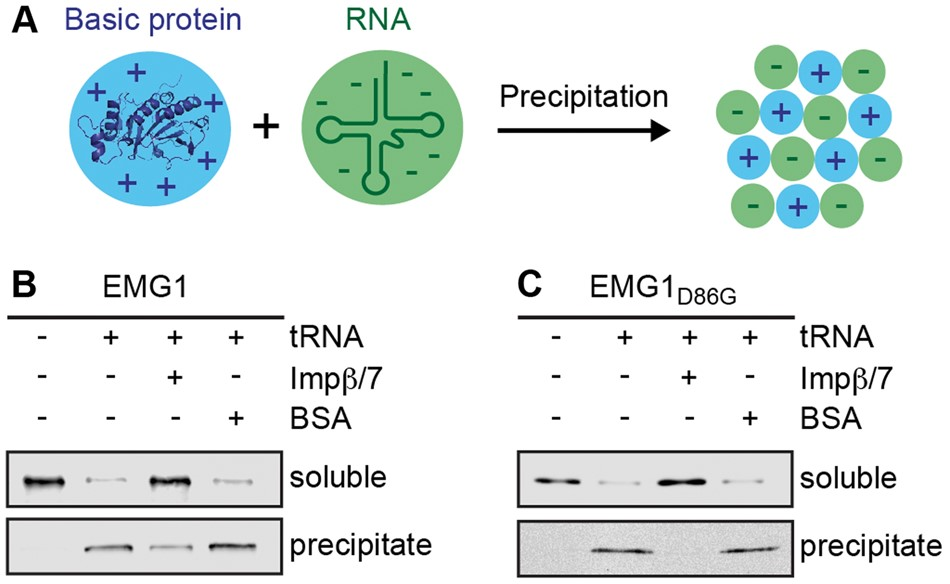 A Basic protein RNA
+ + + + + +
- - - - - - -
+
Precipitation
- + -
- + - +
+ - + -
- + -
B EMG1
- + + + tRNA
- - + - Impβ/7
- - - + BSA
soluble
precipitate
C EMG1D86G
- + + + tRNA
- - + - Impβ/7
- - - + BSA
soluble
precipitate